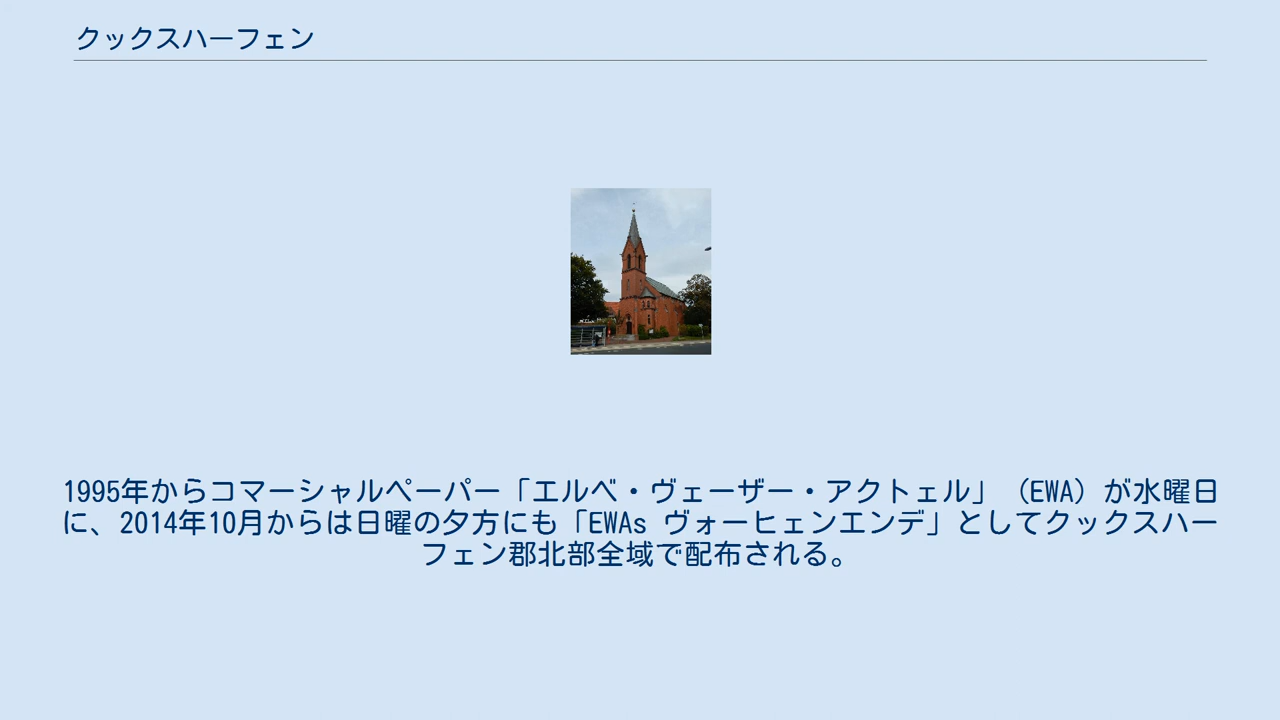 クックスハーフェン
1995年からコマーシャルペーパー「エルベ・ヴェーザー・アクトェル」（EWA）が水曜日
に、2014年10月からは日曜の夕方にも「EWAs ヴォーヒェンエンデ」としてクックスハー
フェン郡北部全域で配布される。